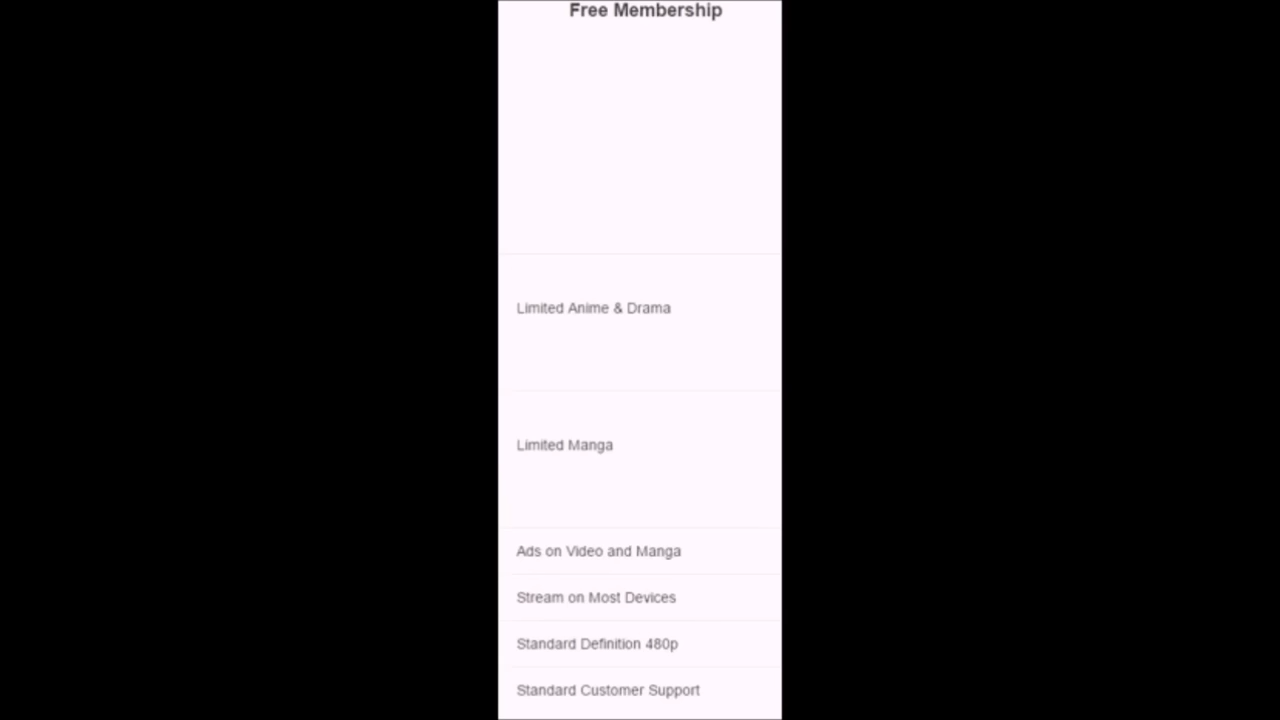 Free Membership
Limited Anime & Drama
Limited Manga
Ads on Video and Manga
Stream on Most Devices
Standard Definition 480p
Standard Customer Support